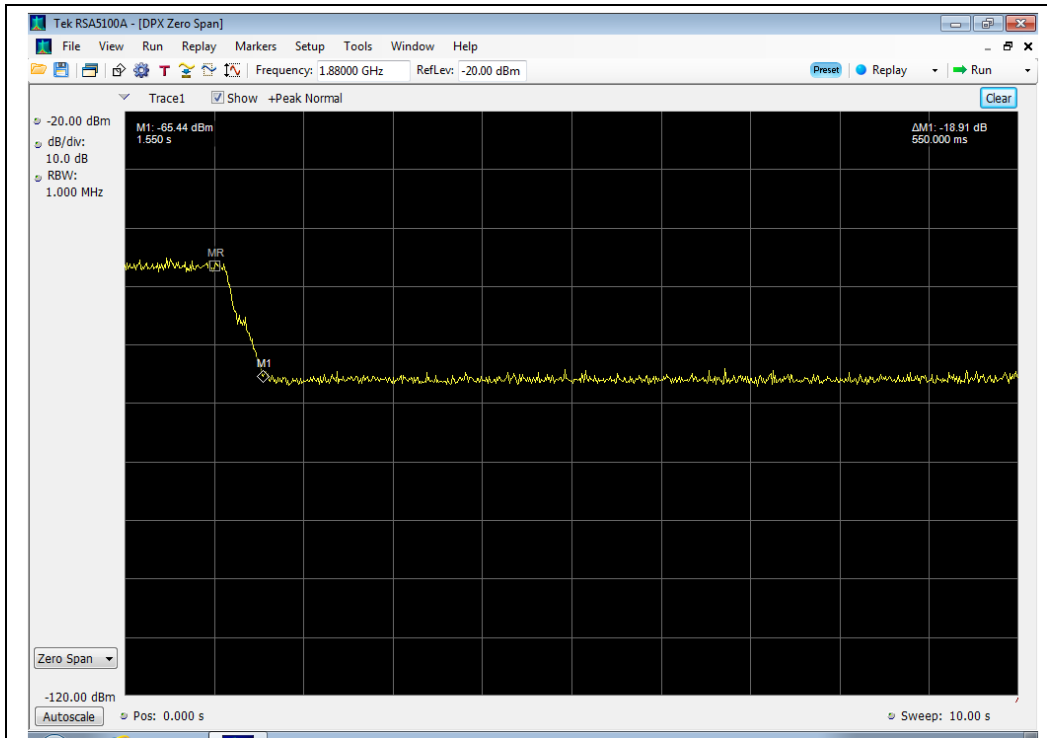 Tek RSA5100A - [DPX Zero Span]
File View Run Replay Markers Setup Tools Window Help
T Frequency: 1.88000 GHz RefLev: -20.00 dBm Preset Replay Run
Trace1 Show +Peak Normal Clear
-20.00 dBm
dB/div:
10.0 dB
RBW:
1.000 MHz
M1: -65.44 dBm
1.550 s
ΔM1: -18.91 dB
550.000 ms
MR
M1
Zero Span
-120.00 dBm
Autoscale Pos: 0.000 s Sweep: 10.00 s